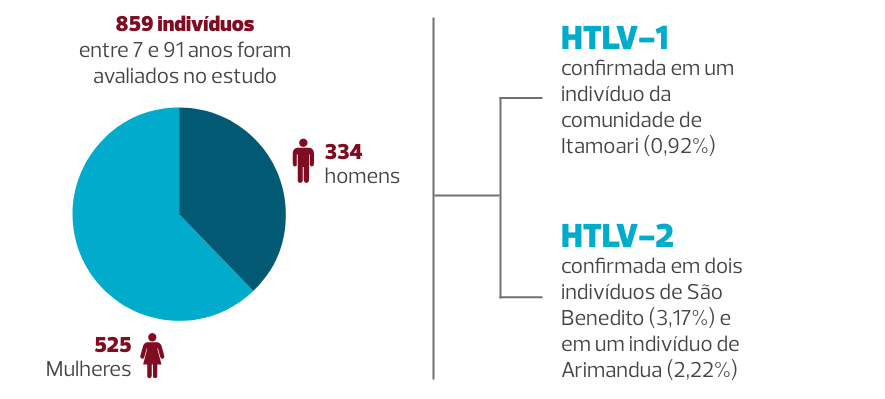 859 indivíduos
entre 7 e 91 anos foram
avaliados no estudo
334
homens
525
Mulheres
HTLV–1
confirmada em um
indivíduo da
comunidade de
Itamoari (0,92%)
HTLV–2
confirmada em dois
indivíduos de São
Benedito (3,17%) e
em um indivíduo de
Arimandua (2,22%)